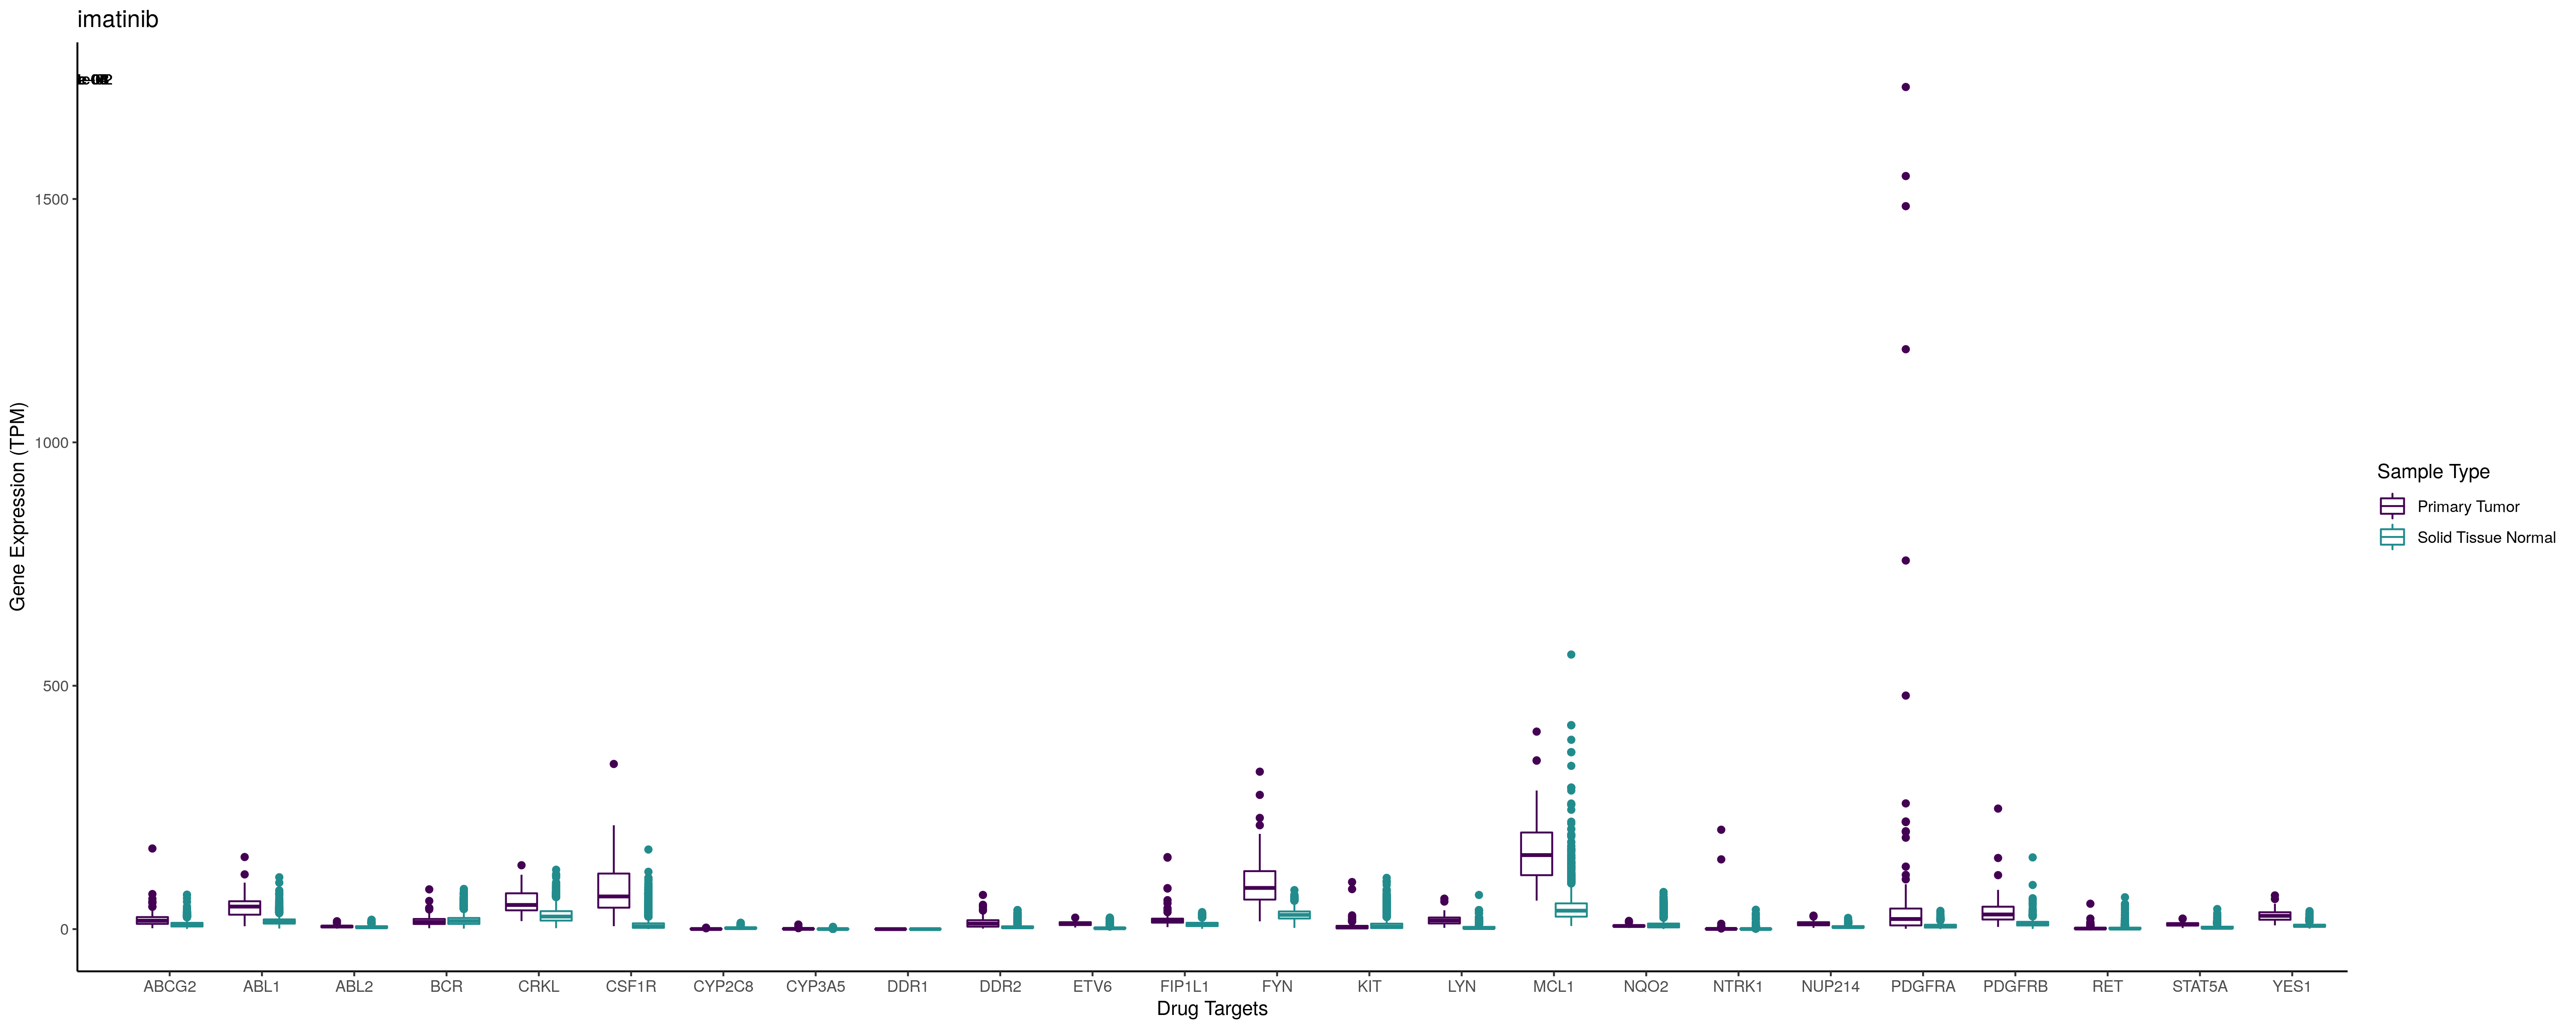 imatinib
1500
1000
500
0
Gene Expression (TPM)
ABCG2 ABL1 ABL2 BCR CRKL CSF1R CYP2C8 CYP3A5 DDR1 DDR2 ETV6 FIP1L1 FYN KIT LYN MCL1 NQO2 NTRK1 NUP214 PDGFRA PDGFRB RET STAT5A YES1
Drug Targets
Sample Type
Primary Tumor
Solid Tissue Normal